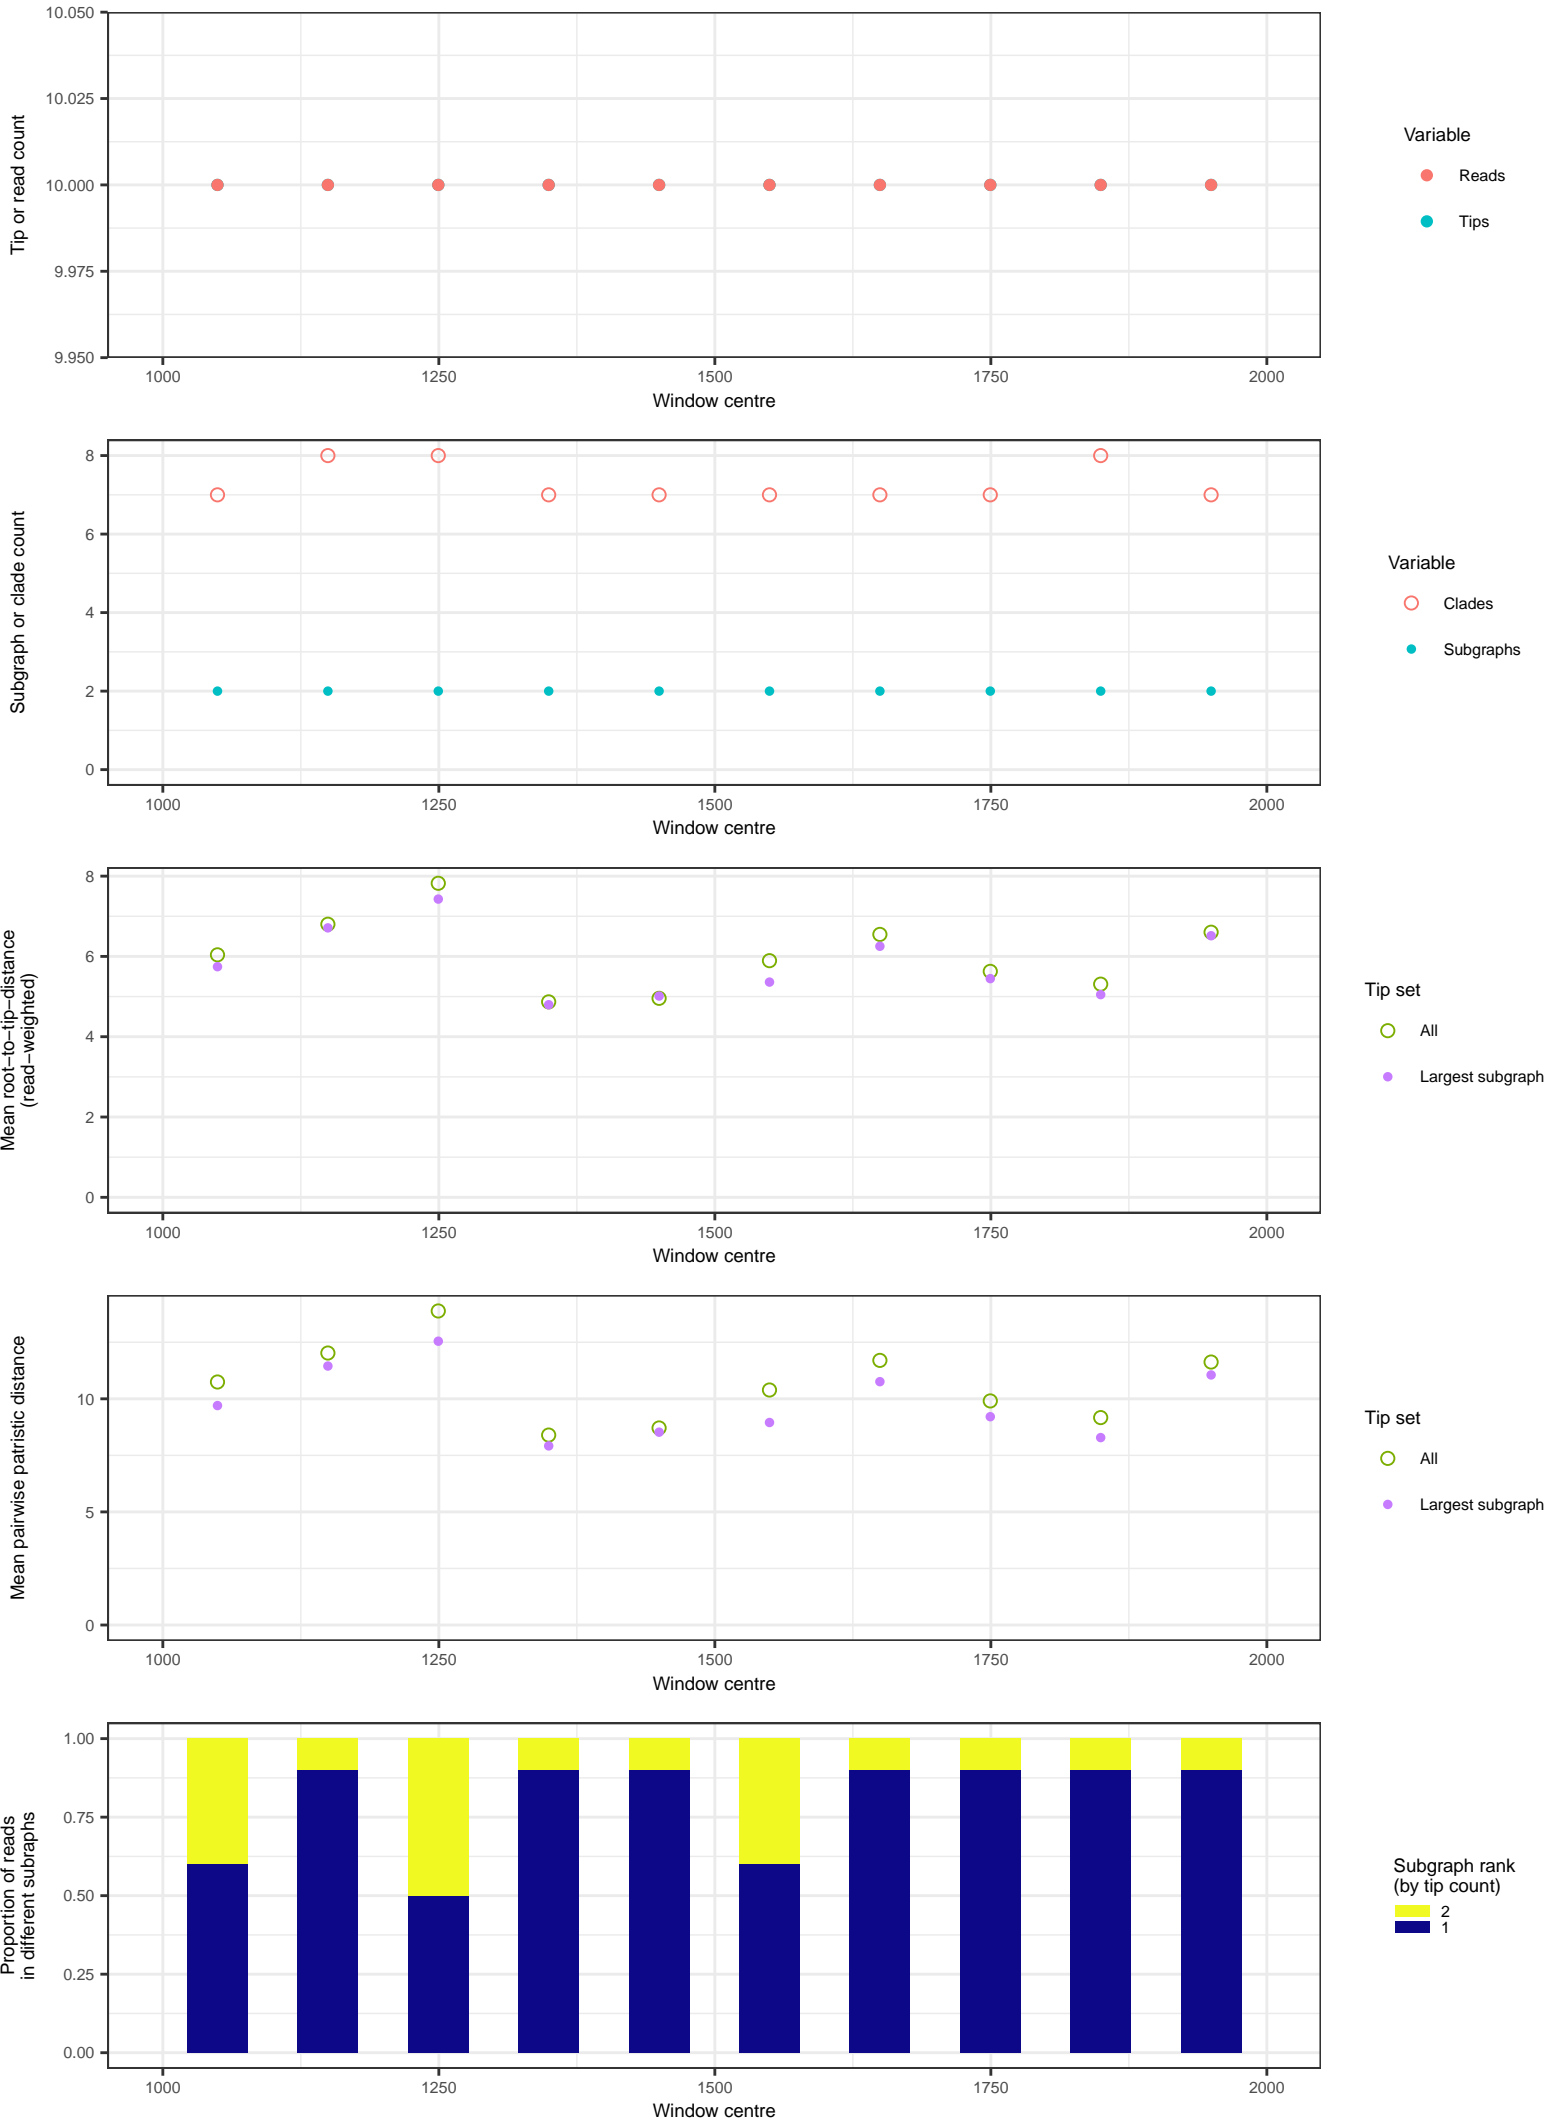 10.050
10.025
10.000
9.975
9.950
Tip or read count
1000 1250 1500 1750 2000
Window centre
Variable
Reads
Tips
8
6
4
2
0
Subgraph or clade count
1000 1250 1500 1750 2000
Window centre
Variable
Clades
Subgraphs
8
6
4
2
0
Mean root−to−tip−distance
(read−weighted)
1000 1250 1500 1750 2000
Window centre
Tip set
All
Largest subgraph
10
5
0
Mean pairwise patristic distance
1000 1250 1500 1750 2000
Window centre
Tip set
All
Largest subgraph
1.00
0.75
0.50
0.25
0.00
Proportion of reads
in different subraphs
1000 1250 1500 1750 2000
Window centre
Subgraph rank
(by tip count)
2
1